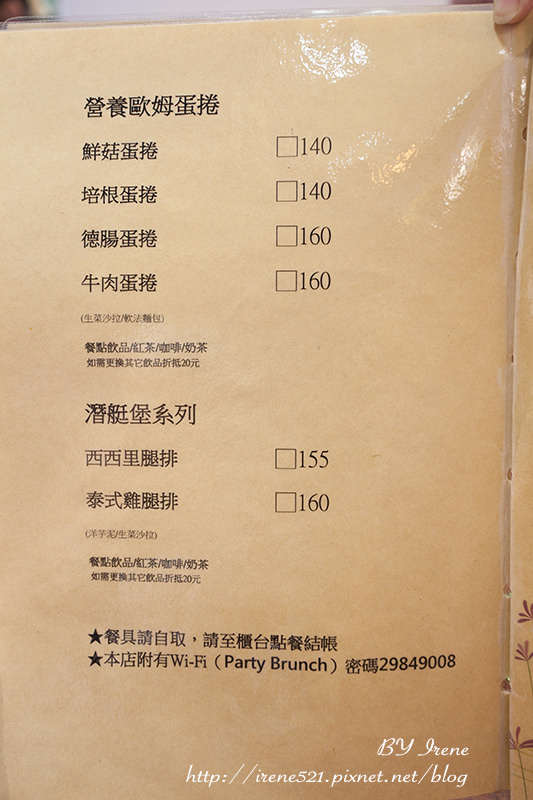 營養歐姆蛋捲
鮮菇蛋捲 □140
培根蛋捲 □140
德腸蛋捲 □160
牛肉蛋捲 □160
(生菜沙拉/軟法麵包)
餐點飲品/紅茶/咖啡/奶茶
如需更換其它飲品折抵20元
潛艇堡系列
西西里腿排 □155
泰式雞腿排 □160
(洋芋泥/生菜沙拉)
餐點飲品/紅茶/咖啡/奶茶
如需更換其它飲品折抵20元
★餐具請自取，請至櫃台點餐結帳
★本店附有Wi-Fi（Party Brunch）密碼29849008
BY Irene
http://irene521.pixnet.net/blog